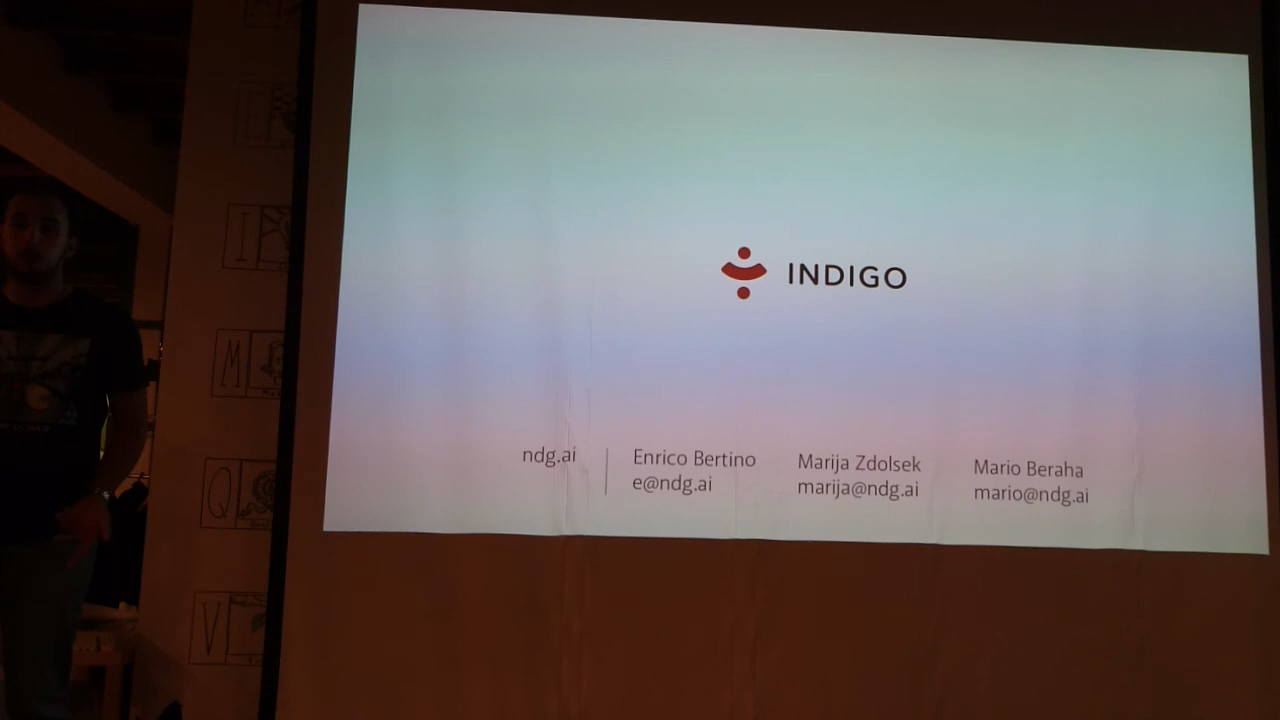 INDIGO
ndg.ai
Enrico Bertino
e@ndg.ai
Marija Zdolsek
marija@ndg.ai
Mario Beraha
mario@ndg.ai
I
M
Q
V